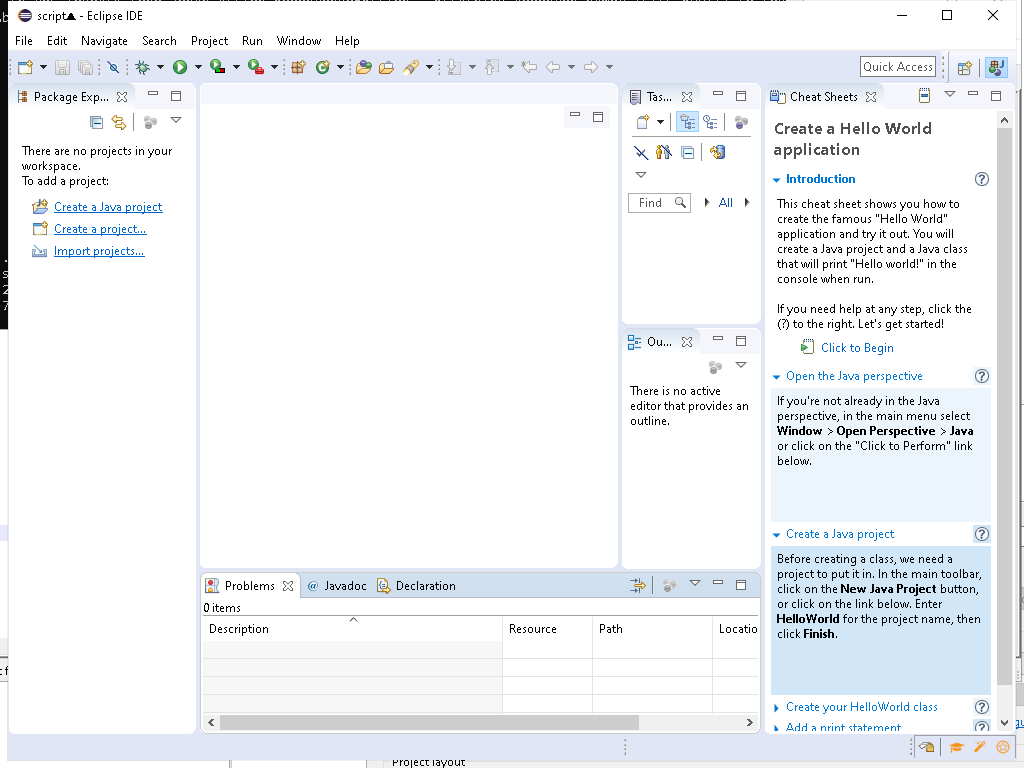 script▲ - Eclipse IDE
File Edit Navigate Search Project Run Window Help
Quick Access
Package Exp...
There are no projects in your
workspace.
To add a project:
Create a Java project
Create a project...
Import projects...
Tas...
Find
All
Ou...
There is no active
editor that provides an
outline.
Problems @ Javadoc Declaration
0 items
Description Resource Path Locatio
Cheat Sheets
Create a Hello World
application
Introduction
This cheat sheet shows you how to
create the famous "Hello World"
application and try it out. You will
create a Java project and a Java class
that will print "Hello world!" in the
console when run.
If you need help at any step, click the
(?) to the right. Let's get started!
Click to Begin
Open the Java perspective
If you're not already in the Java
perspective, in the main menu select
Window > Open Perspective > Java
or click on the "Click to Perform" link
below.
Create a Java project
Before creating a class, we need a
project to put it in. In the main toolbar,
click on the New Java Project button,
or click on the link below. Enter
HelloWorld for the project name, then
click Finish.
Create your HelloWorld class
Add a print statement
Project layout